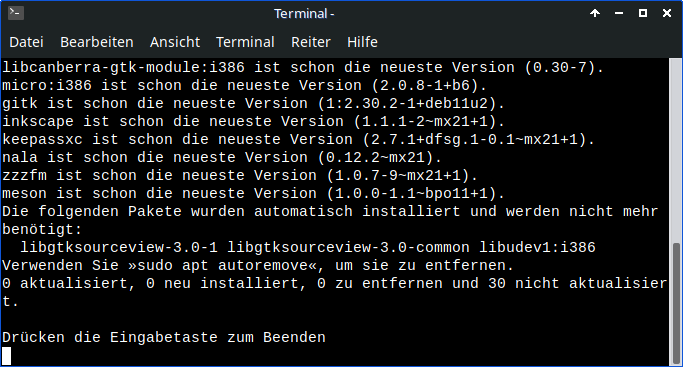 Terminal -
Datei Bearbeiten Ansicht Terminal Reiter Hilfe
libcanberra-gtk-module:i386 ist schon die neueste Version (0.30-7).
micro:i386 ist schon die neueste Version (2.0.8-1+b6).
gitk ist schon die neueste Version (1:2.30.2-1+deb11u2).
inkscape ist schon die neueste Version (1.1.1-2~mx21+1).
keepassxc ist schon die neueste Version (2.7.1+dfsg.1-0.1~mx21+1).
nala ist schon die neueste Version (0.12.2~mx21).
zzzfm ist schon die neueste Version (1.0.7-9~mx21+1).
meson ist schon die neueste Version (1.0.0-1.1~bpo11+1).
Die folgenden Pakete wurden automatisch installiert und werden nicht mehr
benötigt:
  libgtksourceview-3.0-1 libgtksourceview-3.0-common libudev1:i386
Verwenden Sie »sudo apt autoremove«, um sie zu entfernen.
0 aktualisiert, 0 neu installiert, 0 zu entfernen und 30 nicht aktualisier
t.
Drücken die Eingabetaste zum Beenden